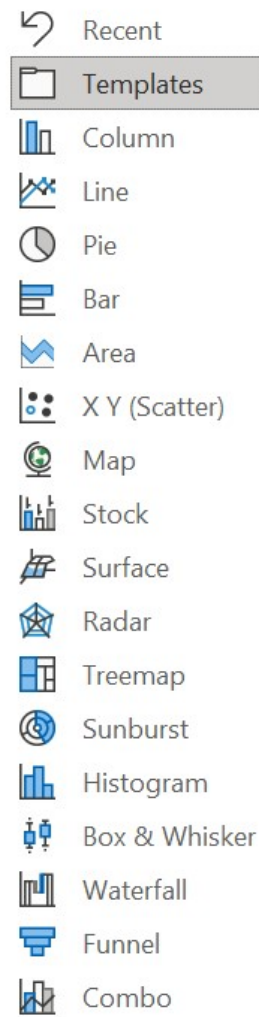 Recent
Templates
Column
Line
Pie
Bar
Area
X Y (Scatter)
Map
Stock
Surface
Radar
Treemap
Sunburst
Histogram
Box & Whisker
Waterfall
Funnel
Combo